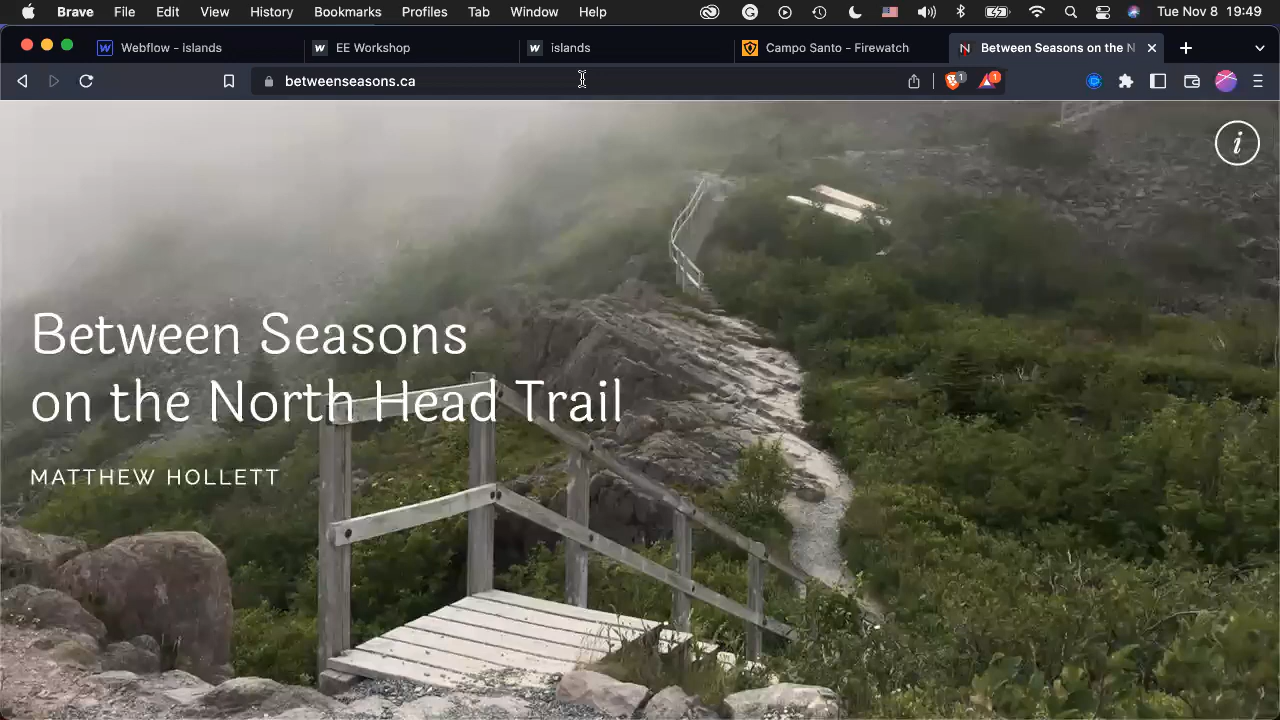 Brave File Edit View History Bookmarks Profiles Tab Window Help Tue Nov 8 19:49
Webflow - islands EE Workshop islands Campo Santo - Firewatch Between Seasons on the N
betweenseasons.ca 1 1
i
Between Seasons
on the North Head Trail
MATTHEW HOLLETT